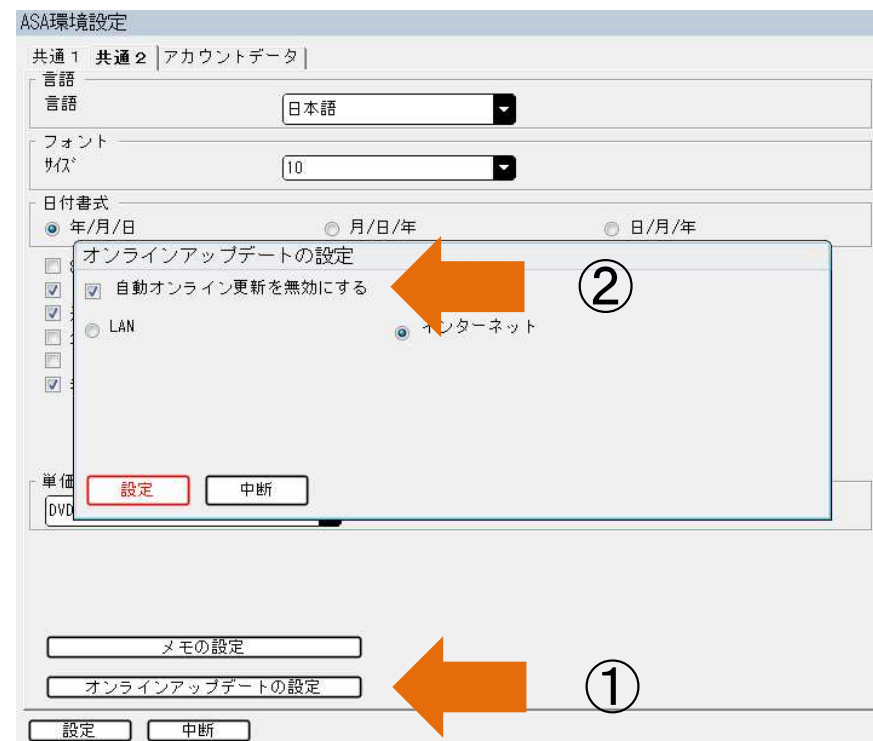 ASA環境設定
共通1 共通2 アカウントデータ
言語
言語 日本語
フォント
ｻｲｽﾞ 10
日付書式
年/月/日 月/日/年 日/月/年
オンラインアップデートの設定
自動オンライン更新を無効にする
②
LAN インターネット
設定 中断
単価
DVD
メモの設定
オンラインアップデートの設定
①
設定 中断